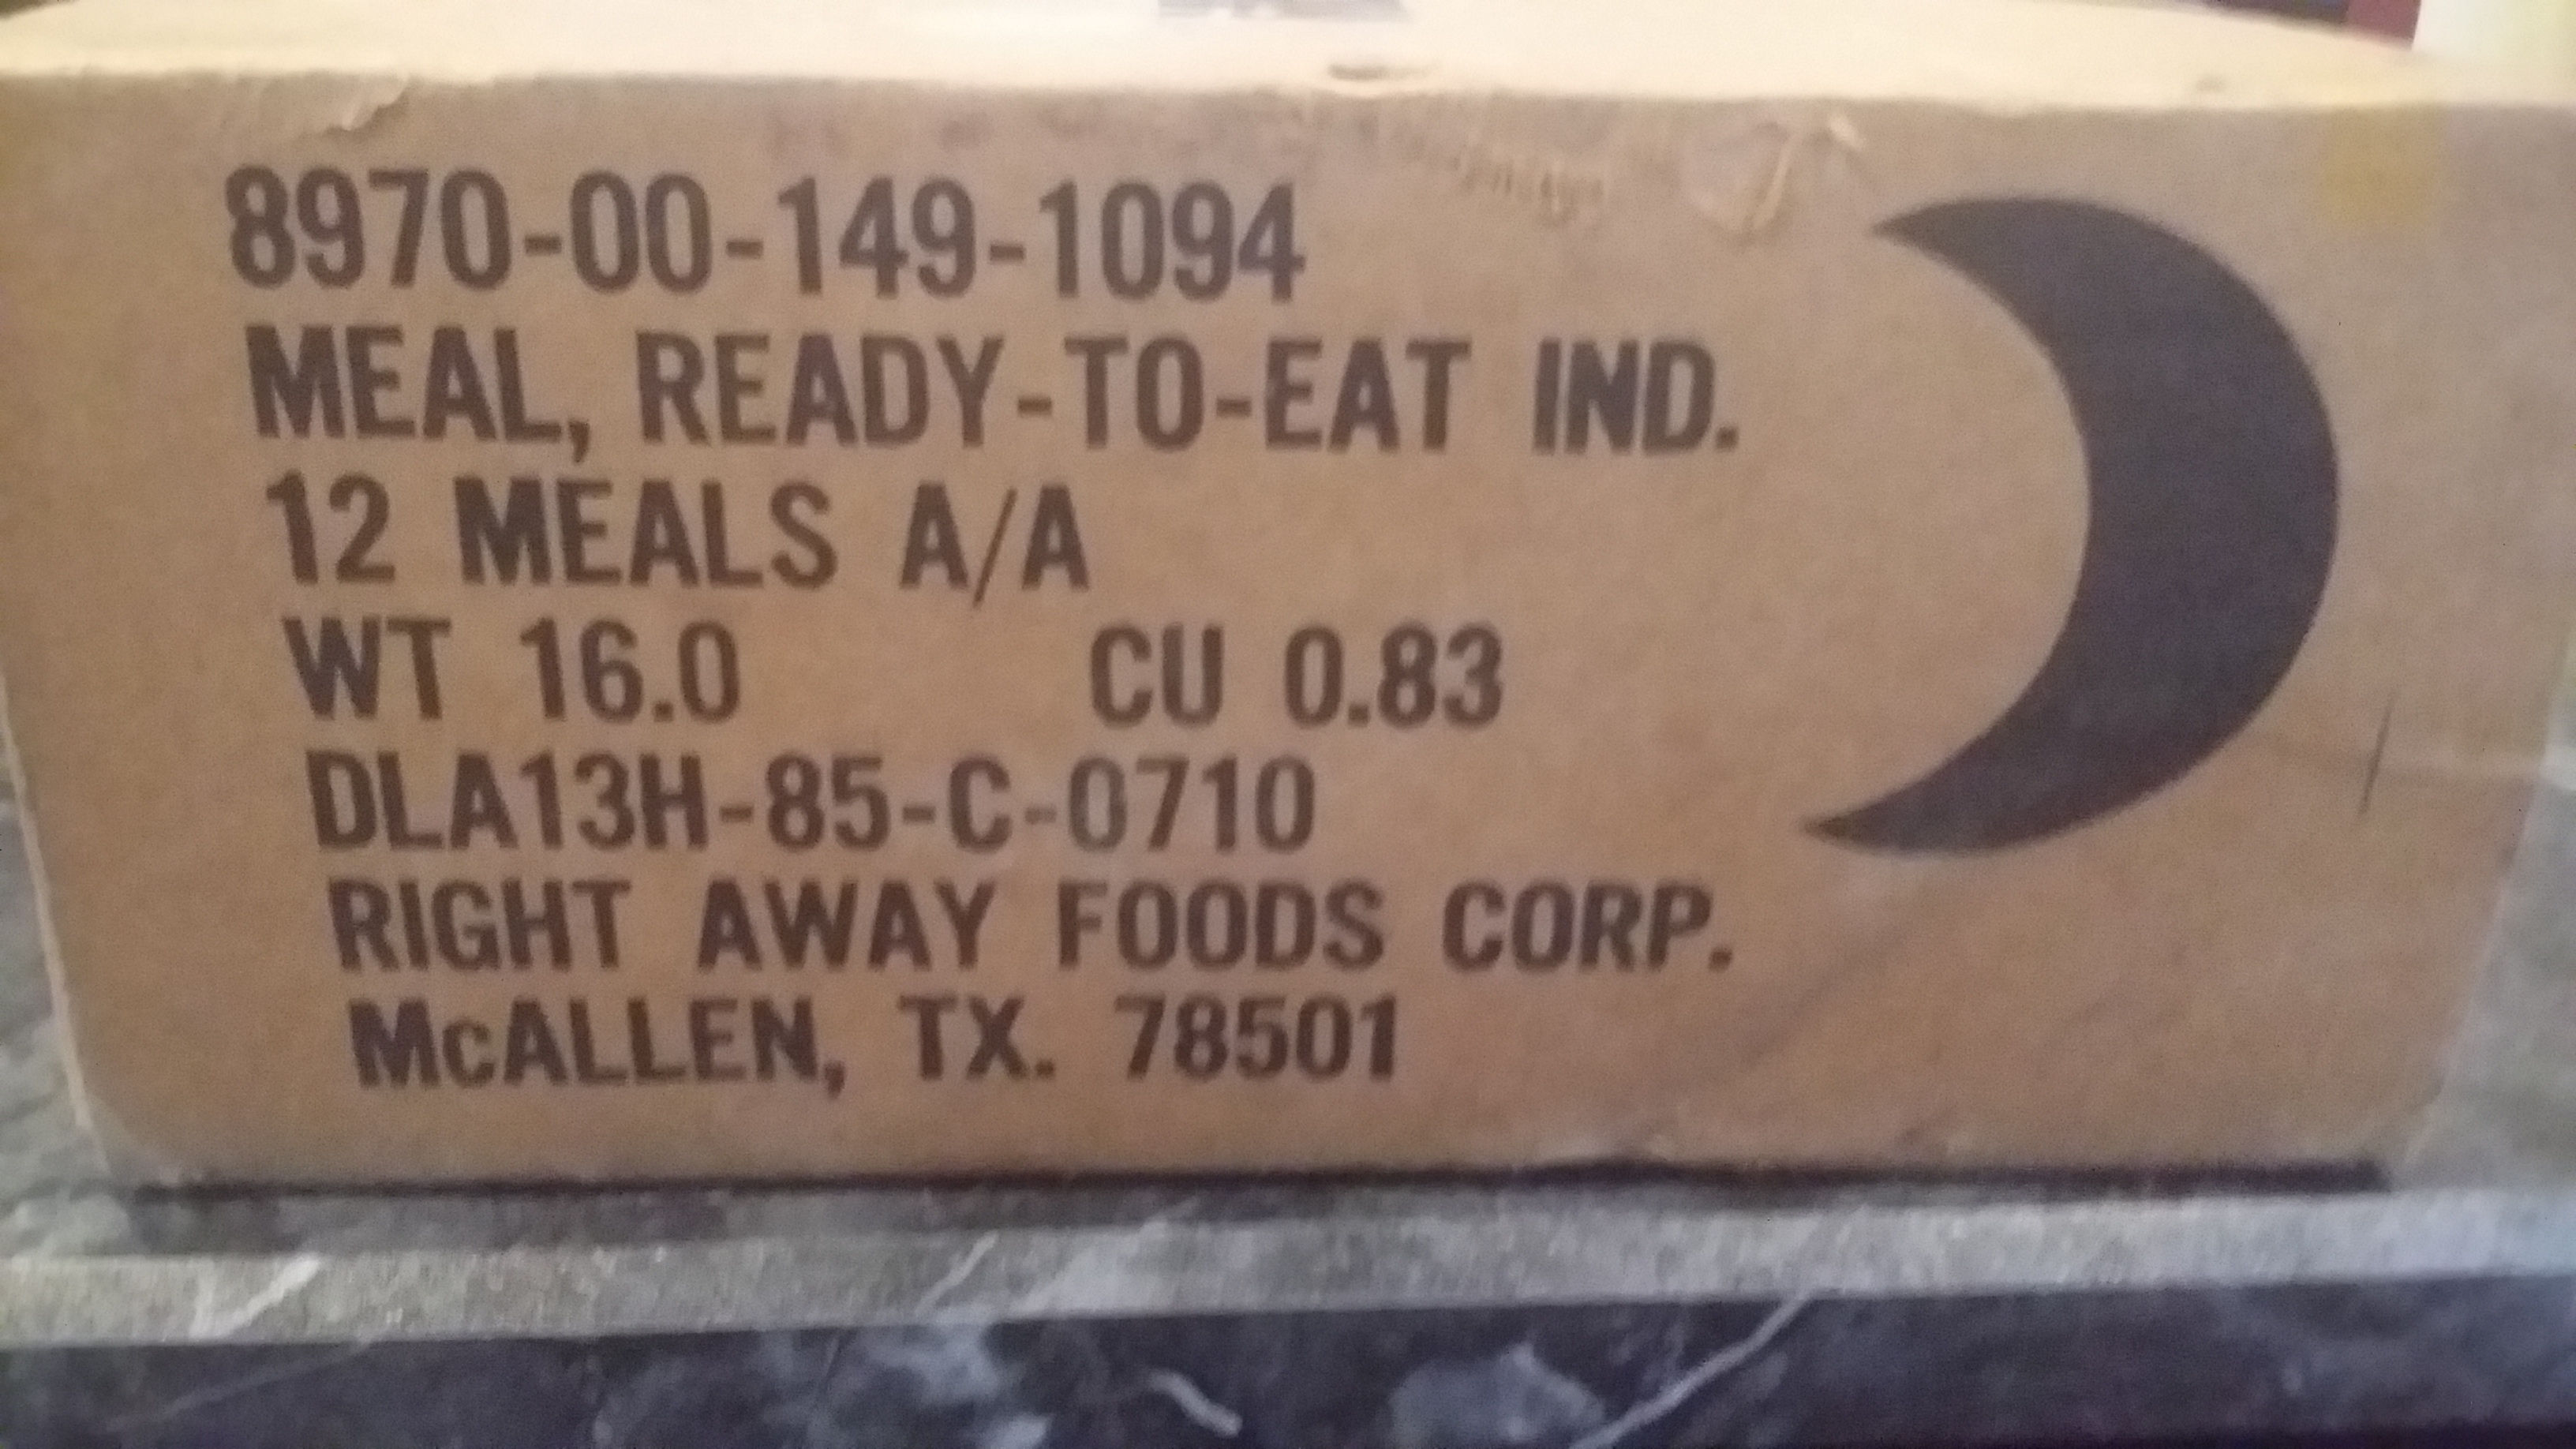 8970-00-149-1094
MEAL, READY-TO-EAT IND.
12 MEALS A/A
WT 16.0 CU 0.83
DLA13H-85-C-0710
RIGHT AWAY FOODS CORP.
McALLEN, TX. 78501